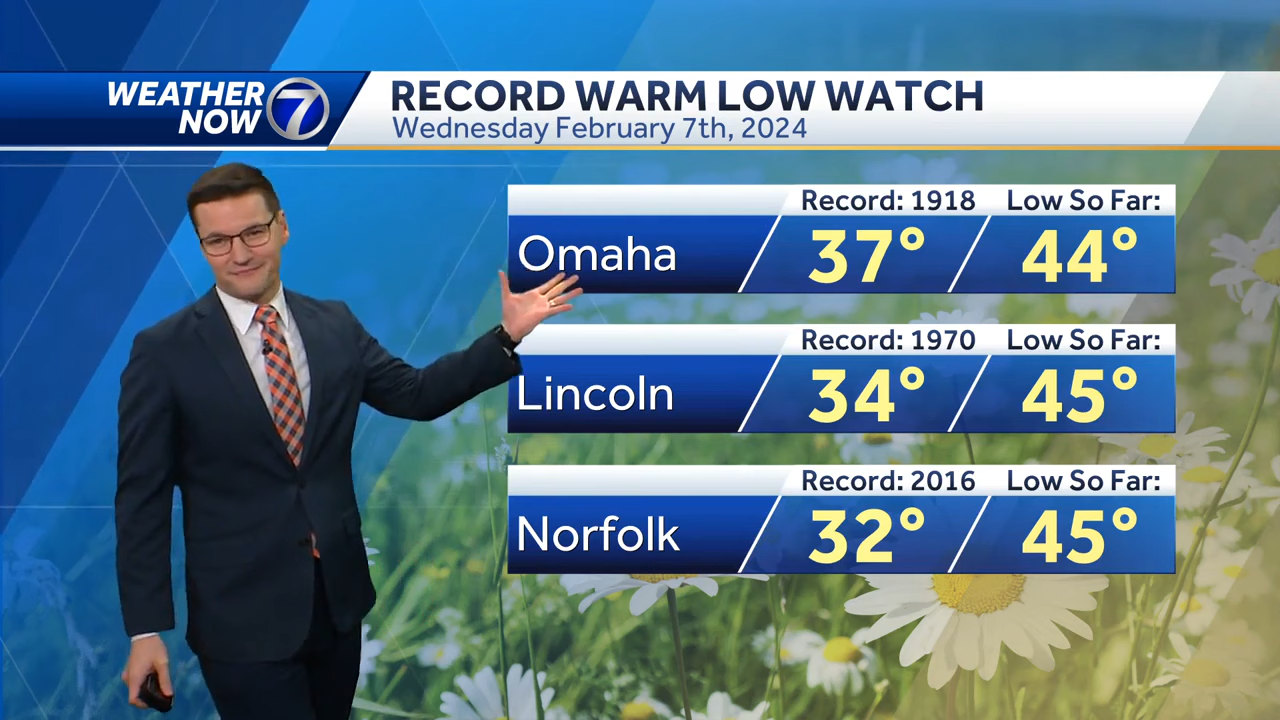 WEATHER
NOW 7
RECORD WARM LOW WATCH
Wednesday February 7th, 2024
Record: 1918 Low So Far:
Omaha 37° 44°
Record: 1970 Low So Far:
Lincoln 34° 45°
Record: 2016 Low So Far:
Norfolk 32° 45°